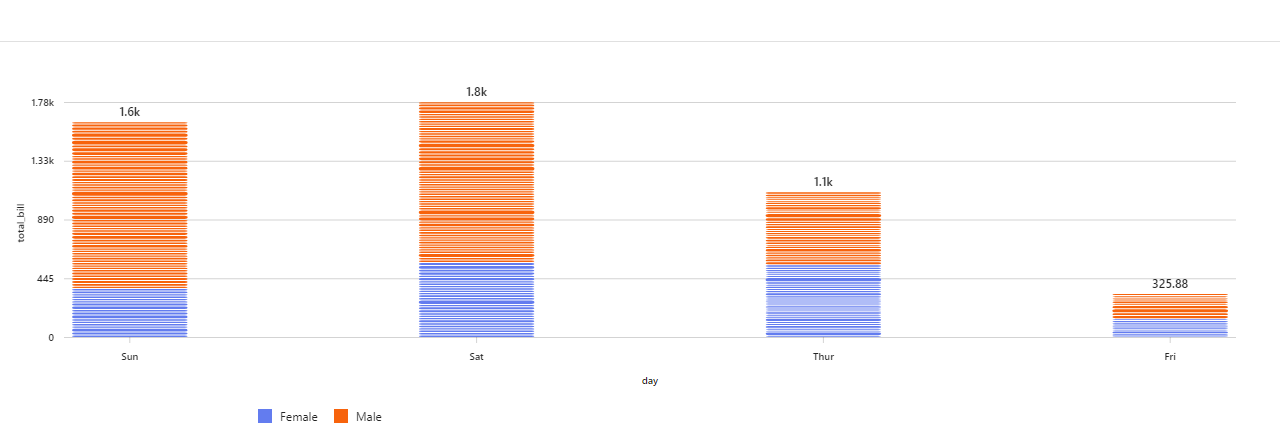 1.8k
1.78k
1.6k
1.33k
1.1k
890
total_bill
445
325.88
0
Sun Sat Thur Fri
day
Female Male